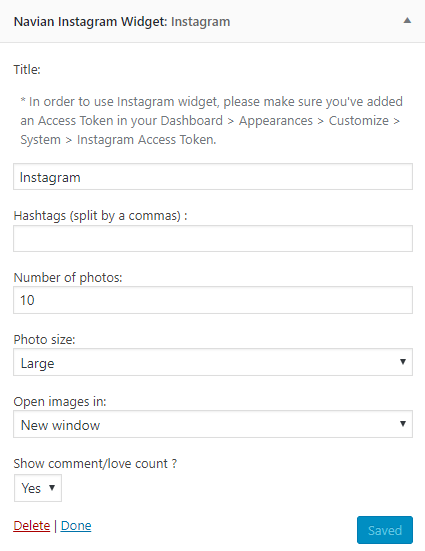 Navian Instagram Widget: Instagram
Title:
* In order to use Instagram widget, please make sure you've added
an Access Token in your Dashboard > Appearances > Customize >
System > Instagram Access Token.
Instagram
Hashtags (split by a commas) :
Number of photos:
10
Photo size:
Large
Open images in:
New window
Show comment/love count ?
Yes
Delete | Done
Saved